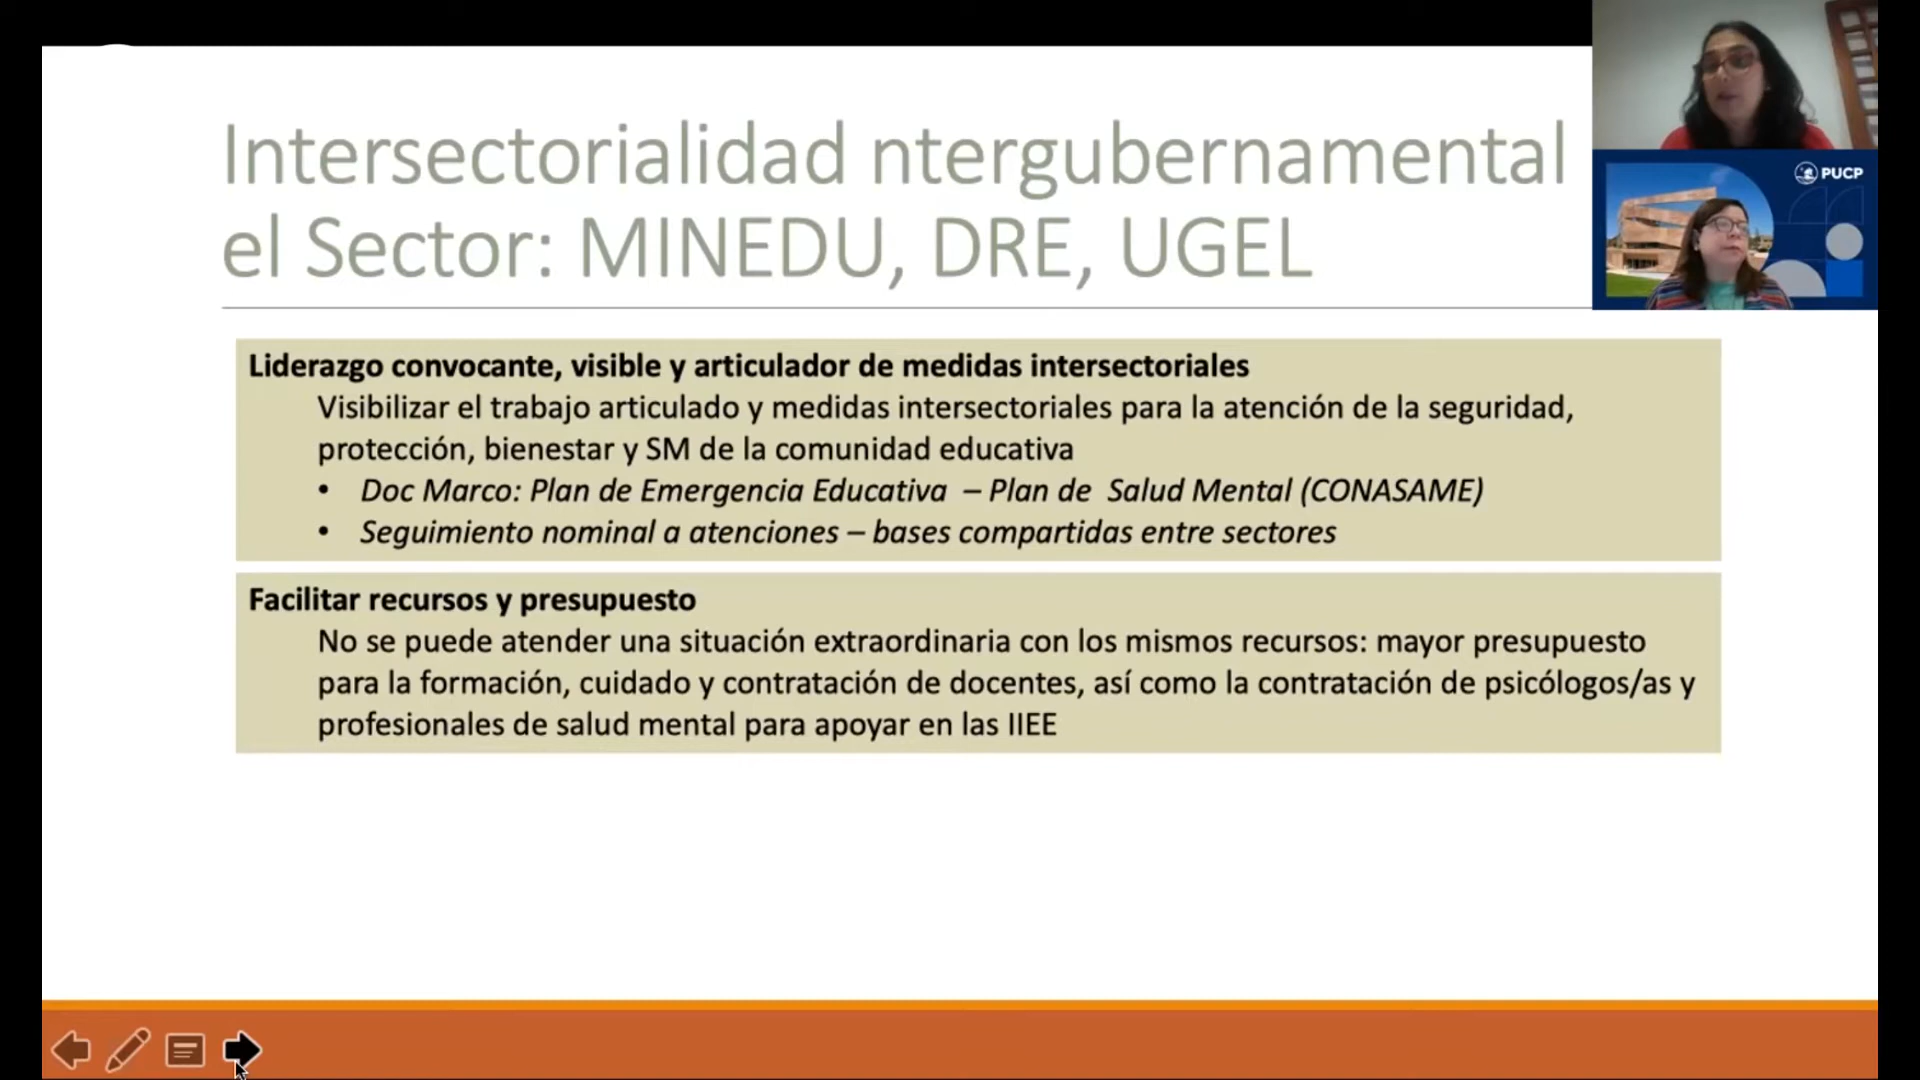 Intersectorialidad ntergubernamental
el Sector: MINEDU, DRE, UGEL
PUCP
Liderazgo convocante, visible y articulador de medidas intersectoriales
Visibilizar el trabajo articulado y medidas intersectoriales para la atención de la seguridad,
protección, bienestar y SM de la comunidad educativa
• Doc Marco: Plan de Emergencia Educativa – Plan de Salud Mental (CONASAME)
• Seguimiento nominal a atenciones – bases compartidas entre sectores
Facilitar recursos y presupuesto
No se puede atender una situación extraordinaria con los mismos recursos: mayor presupuesto
para la formación, cuidado y contratación de docentes, así como la contratación de psicólogos/as y
profesionales de salud mental para apoyar en las IIEE